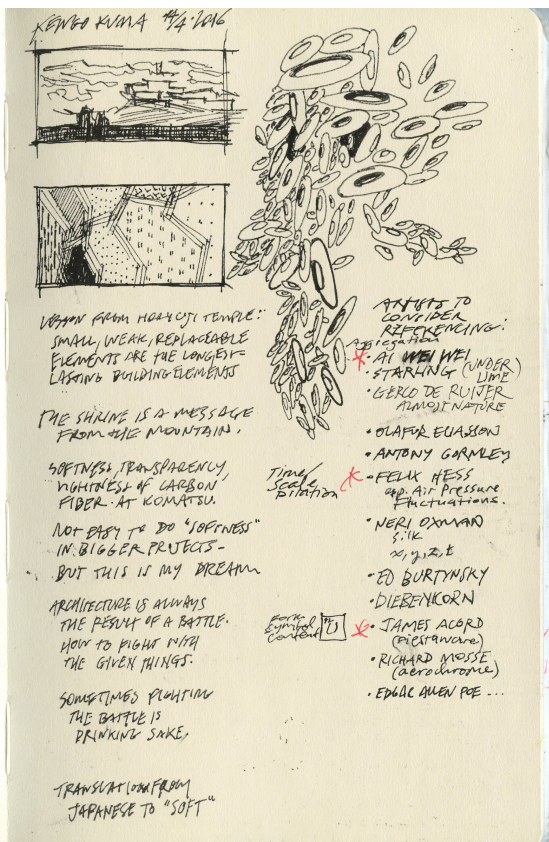 KENGO KUMA 14/4·2016
LESSON FROM HORYUJI TEMPLE:
SMALL, WEAK, REPLACEABLE
ELEMENTS ARE THE LONGEST-
LASTING BUILDING ELEMENTS
THE SHRINE IS A MESSAGE
FROM THE MOUNTAIN.
SOFTNESS, TRANSPARENCY,
LIGHTNESS OF CARBON
FIBER · AT KOMATSU.
NOT EASY TO DO "SOFTNESS"
IN BIGGER PROJECTS –
BUT THIS IS MY DREAM
ARCHITECTURE IS ALWAYS
THE RESULT OF A BATTLE.
HOW TO FIGHT WITH
THE GIVEN THINGS.
SOMETIMES FIGHTING
THE BATTLE IS
DRINKING SAKE.
TRANSLATION FROM
JAPANESE TO "SOFT"
ARTISTS TO
CONSIDER
REFERENCING:
Aggregation
· AI WEI WEI
· STARLING (UNDER)
LIME
· GERCO DE RUIJER
ALMOST NATURE
· OLAFUR ELIASSON
· ANTONY GORMLEY
Time/
Scale
Dilation
· FELIX HESS
esp. Air Pressure
Fluctuations.
· NERI OXMAN
silk
x, y, z, t
· ED BURTYNSKY
· DIEBENKORN
Form
Symbol
Content
U
· JAMES ACORD
(fiestaware)
· RICHARD MOSSE
(aerochrome)
· EDGAR ALLEN POE ...